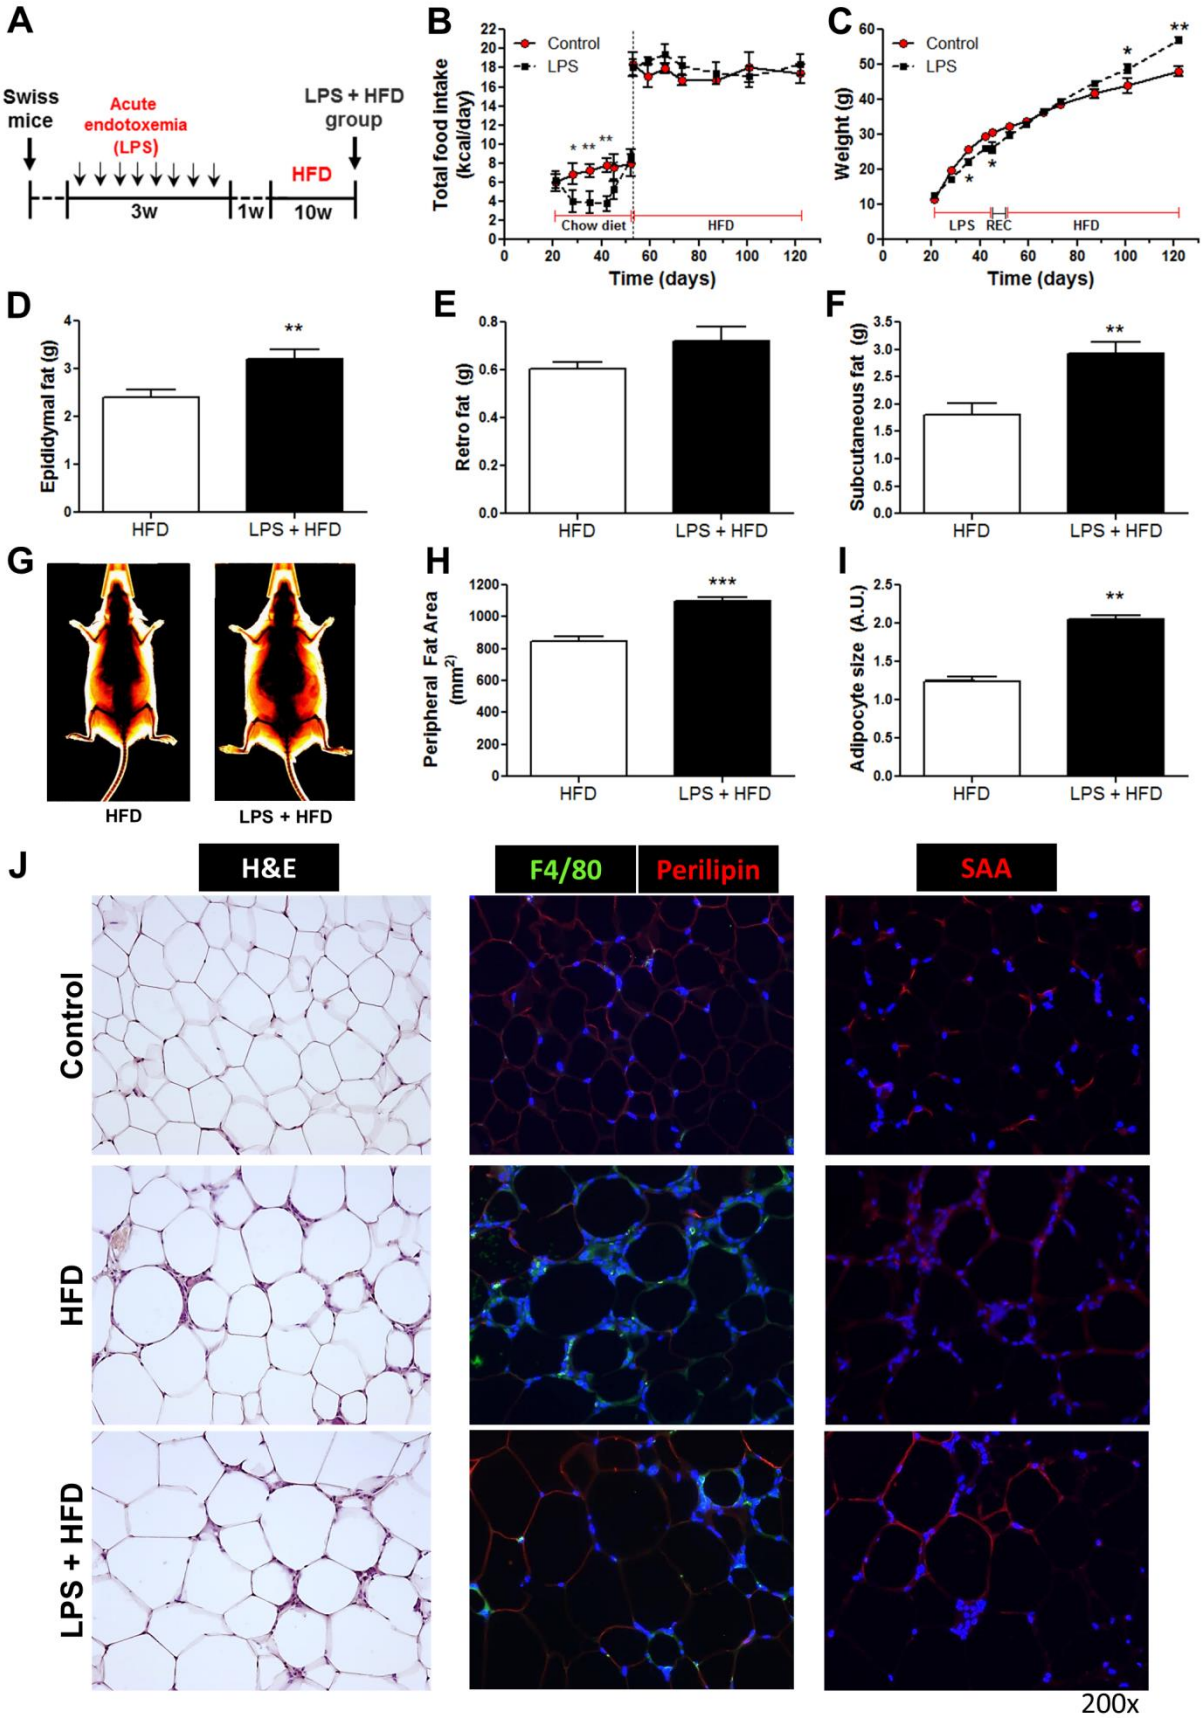 A
Swiss
mice
Acute
endotoxemia
(LPS)
LPS + HFD
group
HFD
3w
1w
10w
B
Total food intake
(kcal/day)
22
20
18
16
14
12
10
8
6
4
2
0
Control
LPS
*
**
**
Chow diet
HFD
0
20
40
60
80
100
120
Time (days)
C
Weight (g)
60
50
40
30
20
10
0
Control
LPS
*
*
*
**
LPS
REC
HFD
0
20
40
60
80
100
120
Time (days)
D
Epididymal fat (g)
4
3
2
1
0
**
HFD
LPS + HFD
E
Retro fat (g)
0.8
0.6
0.4
0.2
0.0
HFD
LPS + HFD
F
Subcutaneous fat (g)
3.5
3.0
2.5
2.0
1.5
1.0
0.5
0.0
**
HFD
LPS + HFD
G
HFD
LPS + HFD
H
Peripheral Fat Area
(mm²)
1200
1000
800
600
400
200
0
***
HFD
LPS + HFD
I
Adipocyte size (A.U.)
2.5
2.0
1.5
1.0
0.5
0.0
**
HFD
LPS + HFD
J
H&E
F4/80
Perilipin
SAA
Control
HFD
LPS + HFD
200x